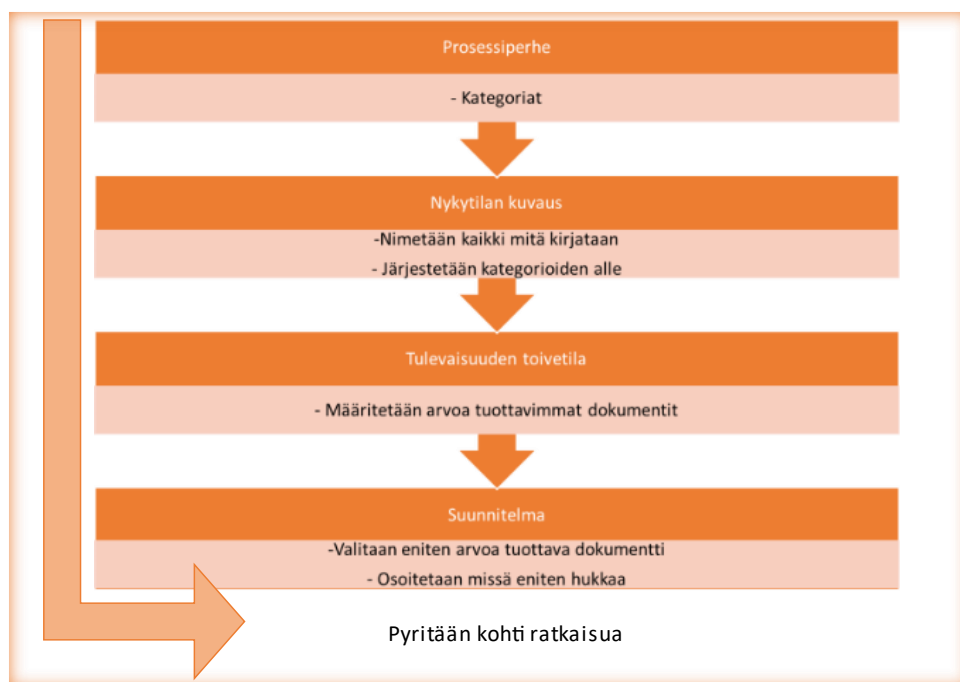 Prosessiperhe
- Kategoriat
Nykytilan kuvaus
-Nimetään kaikki mitä kirjataan
- Järjestetään kategorioiden alle
Tulevaisuuden toivetila
- Määritetään arvoa tuottavimmat dokumentit
Suunnitelma
-Valitaan eniten arvoa tuottava dokumentti
- Osoitetaan missä eniten hukkaa
Pyritään kohti ratkaisua